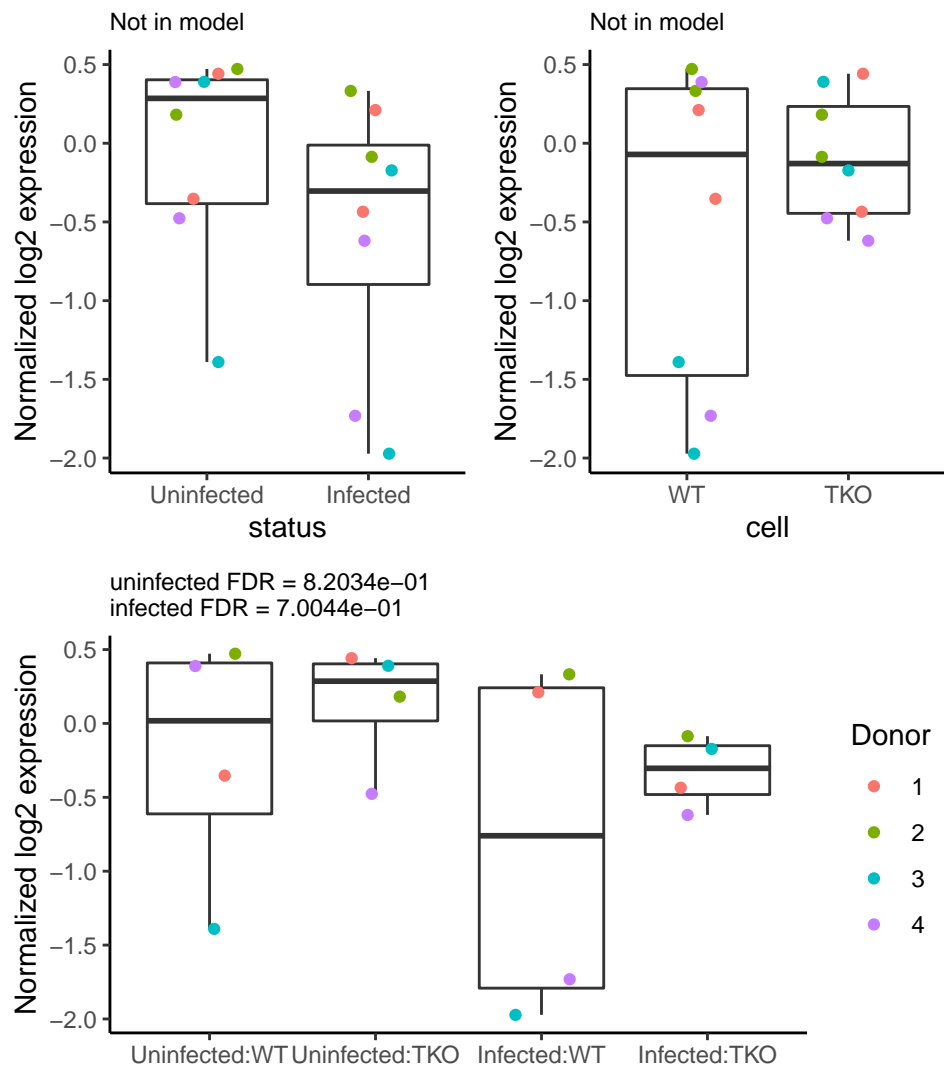 Not in model
Normalized log2 expression
0.5
0.0
−0.5
−1.0
−1.5
−2.0
Uninfected Infected
status
Not in model
Normalized log2 expression
0.5
0.0
−0.5
−1.0
−1.5
−2.0
WT TKO
cell
uninfected FDR = 8.2034e−01
infected FDR = 7.0044e−01
Normalized log2 expression
0.5
0.0
−0.5
−1.0
−1.5
−2.0
Uninfected:WT Uninfected:TKO Infected:WT Infected:TKO
Donor
1
2
3
4